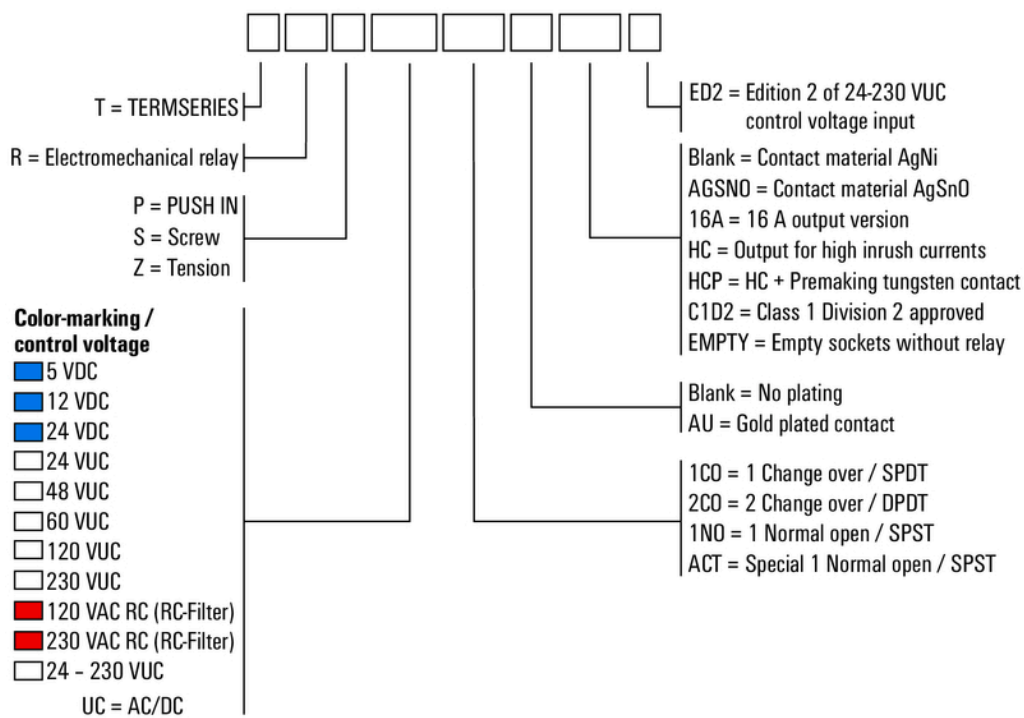 T = TERMSERIES
R = Electromechanical relay
P = PUSH IN
S = Screw
Z = Tension
Color-marking /
control voltage
5 VDC
12 VDC
24 VDC
24 VUC
48 VUC
60 VUC
120 VUC
230 VUC
120 VAC RC (RC-Filter)
230 VAC RC (RC-Filter)
24 – 230 VUC
UC = AC/DC
ED2 = Edition 2 of 24-230 VUC
control voltage input
Blank = Contact material AgNi
AGSNO = Contact material AgSnO
16A = 16 A output version
HC = Output for high inrush currents
HCP = HC + Premaking tungsten contact
C1D2 = Class 1 Division 2 approved
EMPTY = Empty sockets without relay
Blank = No plating
AU = Gold plated contact
1CO = 1 Change over / SPDT
2CO = 2 Change over / DPDT
1NO = 1 Normal open / SPST
ACT = Special 1 Normal open / SPST